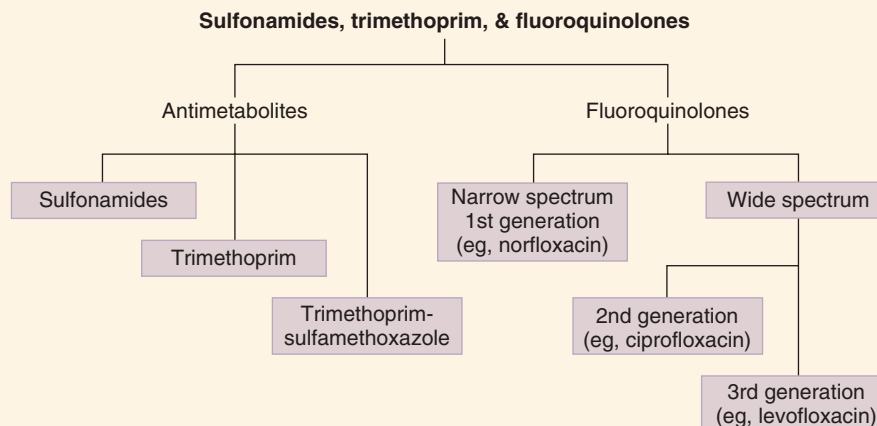 Sulfonamides, trimethoprim, & fluoroquinolones
Antimetabolites
Fluoroquinolones
Sulfonamides
Trimethoprim
Trimethoprim-
sulfamethoxazole
Narrow spectrum
1st generation
(eg, norfloxacin)
Wide spectrum
2nd generation
(eg, ciprofloxacin)
3rd generation
(eg, levofloxacin)